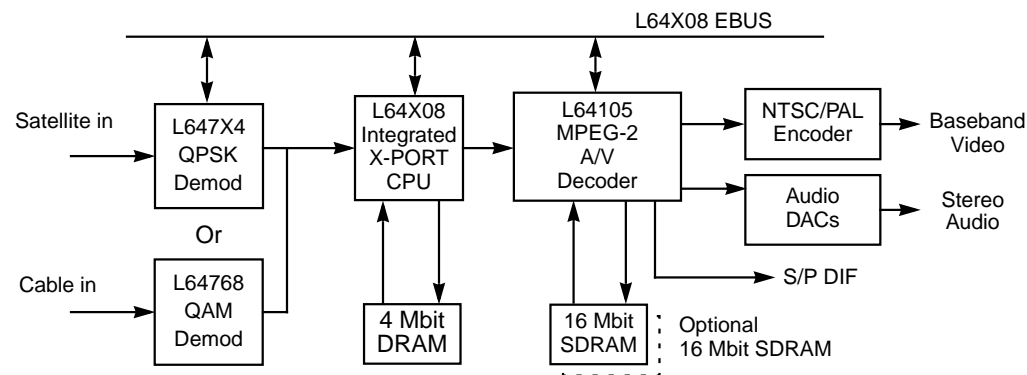 L64X08 EBUS
Satellite in
L647X4
QPSK
Demod
Or
Cable in
L64768
QAM
Demod
L64X08
Integrated
X-PORT
CPU
4 Mbit
DRAM
L64105
MPEG-2
A/V
Decoder
16 Mbit
SDRAM
Optional
16 Mbit SDRAM
NTSC/PAL
Encoder
Baseband
Video
Audio
DACs
Stereo
Audio
S/P DIF